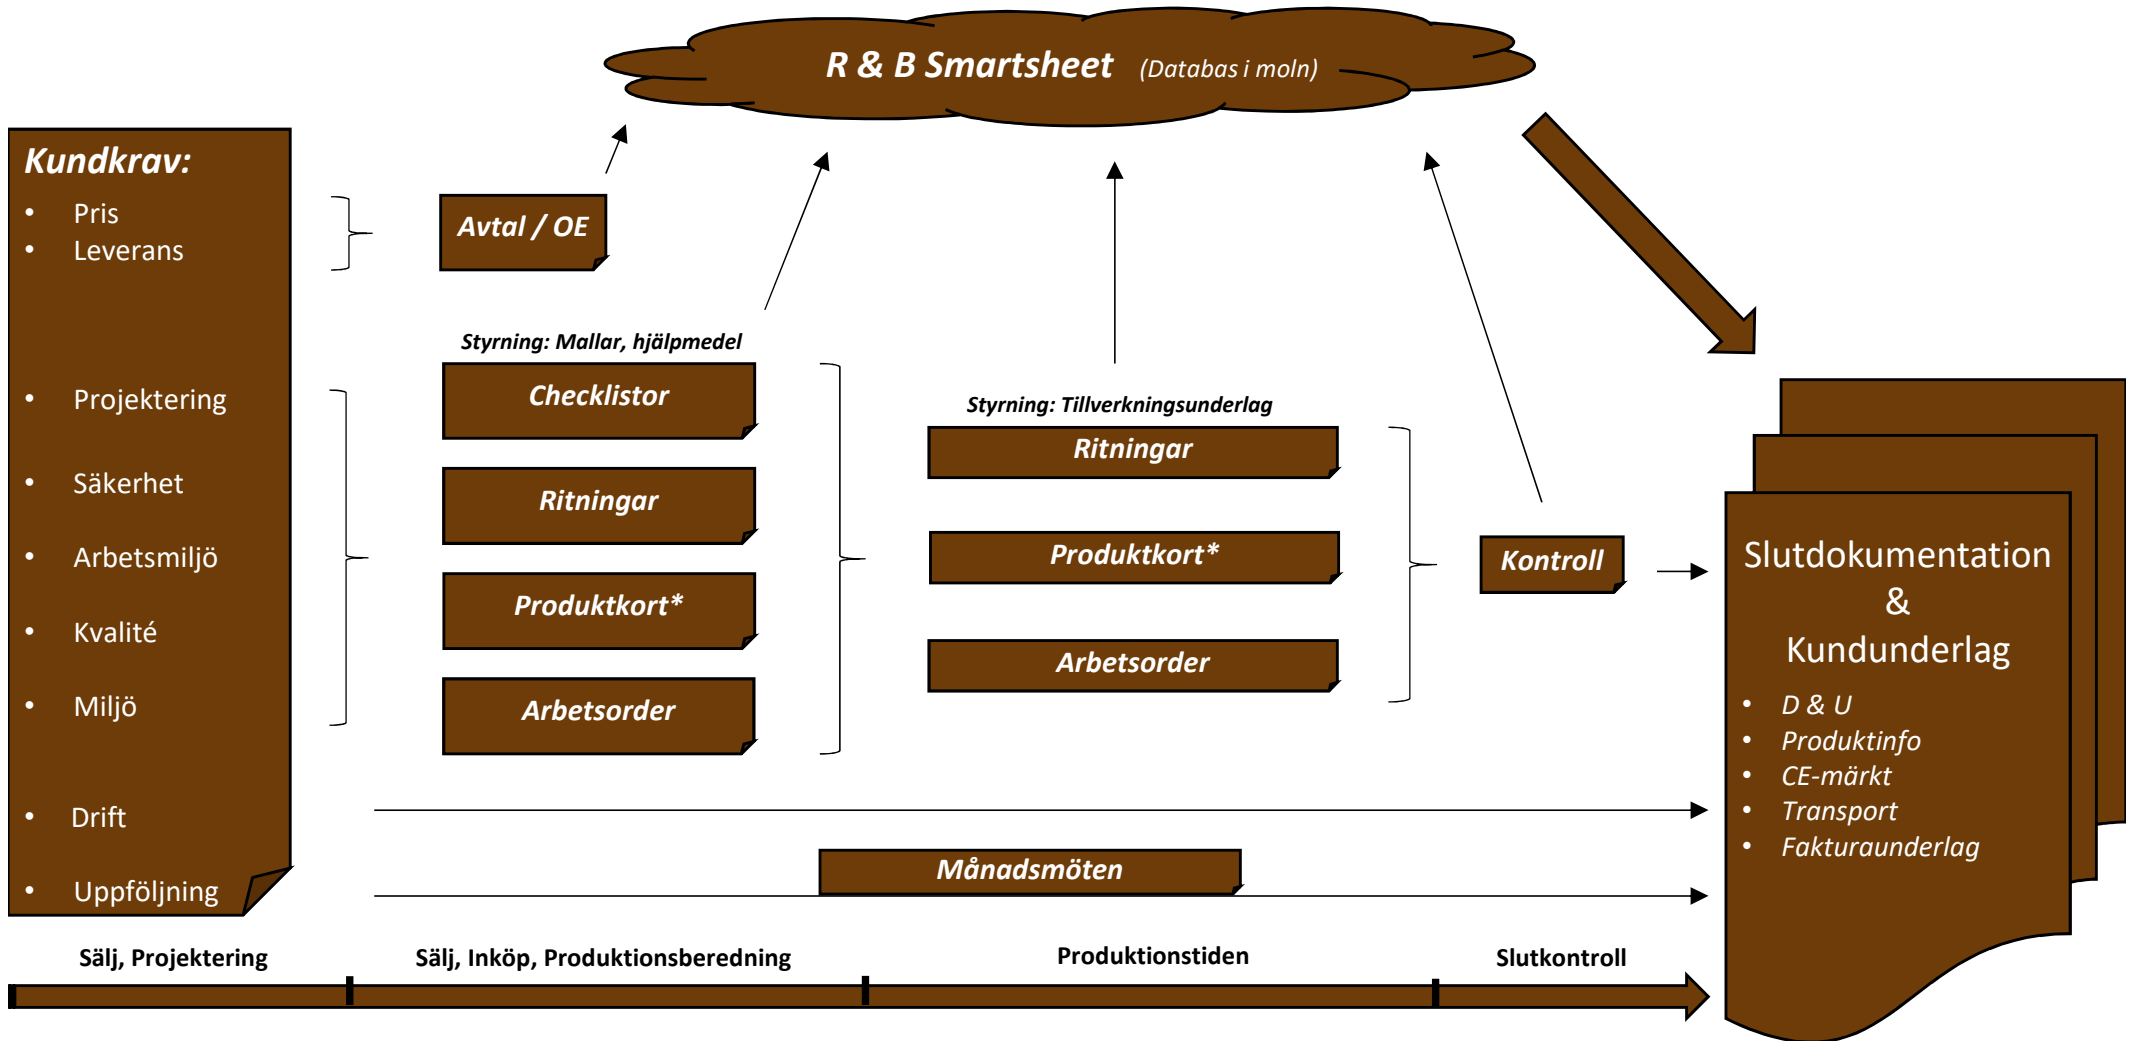 R & B Smartsheet (Databas i moln)
Kundkrav:
• Pris
• Leverans
• Projektering
• Säkerhet
• Arbetsmiljö
• Kvalité
• Miljö
• Drift
• Uppföljning
Avtal / OE
Styrning: Mallar, hjälpmedel
Checklistor
Ritningar
Produktkort*
Arbetsorder
Styrning: Tillverkningsunderlag
Ritningar
Produktkort*
Arbetsorder
Kontroll
Månadsmöten
Slutdokumentation
&
Kundunderlag
• D & U
• Produktinfo
• CE-märkt
• Transport
• Fakturaunderlag
Sälj, Projektering
Sälj, Inköp, Produktionsberedning
Produktionstiden
Slutkontroll